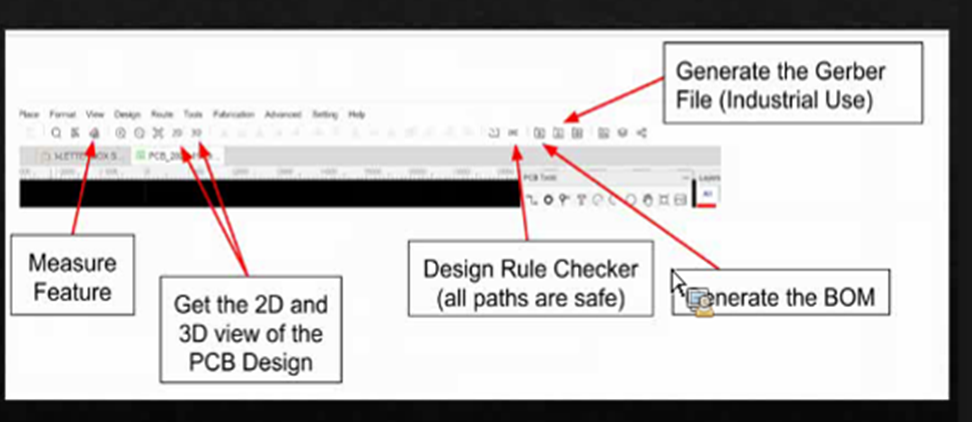 Generate the Gerber
File (Industrial Use)
Place Format View Design Route Tools Fabrication Advanced Setting Help
PCB Tools
Layers
All
Measure
Feature
Get the 2D and
3D view of the
PCB Design
Design Rule Checker
(all paths are safe)
enerate the BOM